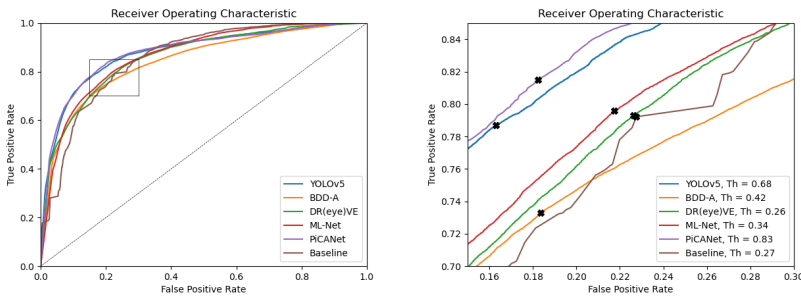 Receiver Operating Characteristic
1.0
0.8
0.6
0.4
0.2
0.0
True Positive Rate
0.0 0.2 0.4 0.6 0.8 1.0
False Positive Rate
YOLOv5
BDD-A
DR(eye)VE
ML-Net
PiCANet
Baseline
Receiver Operating Characteristic
0.84
0.82
0.80
0.78
0.76
0.74
0.72
0.70
True Positive Rate
0.16 0.18 0.20 0.22 0.24 0.26 0.28 0.30
False Positive Rate
YOLOv5, Th = 0.68
BDD-A, Th = 0.42
DR(eye)VE, Th = 0.26
ML-Net, Th = 0.34
PiCANet, Th = 0.83
Baseline, Th = 0.27